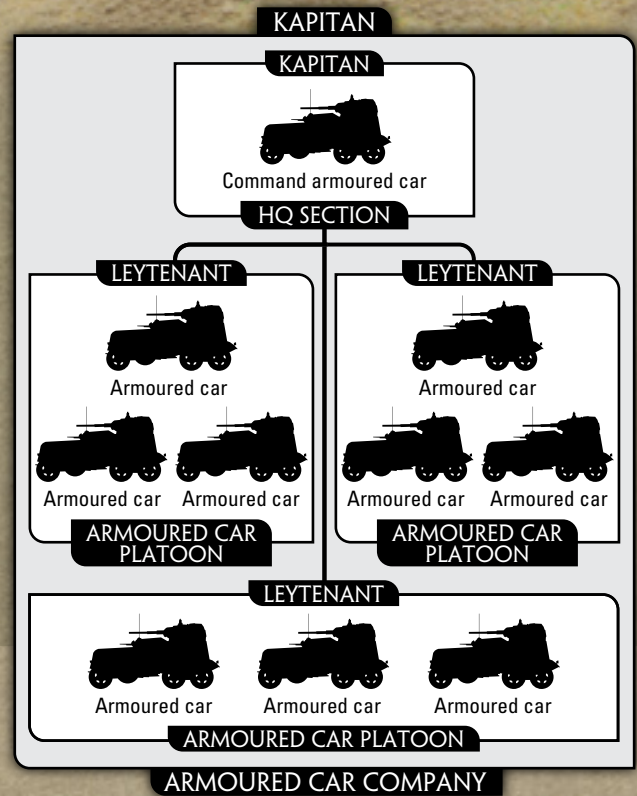 KAPITAN
KAPITAN
Command armoured car
HQ SECTION
LEYTENANT
Armoured car
Armoured car Armoured car
ARMOURED CAR
PLATOON
LEYTENANT
Armoured car
Armoured car Armoured car
ARMOURED CAR
PLATOON
LEYTENANT
Armoured car Armoured car Armoured car
ARMOURED CAR PLATOON
ARMOURED CAR COMPANY